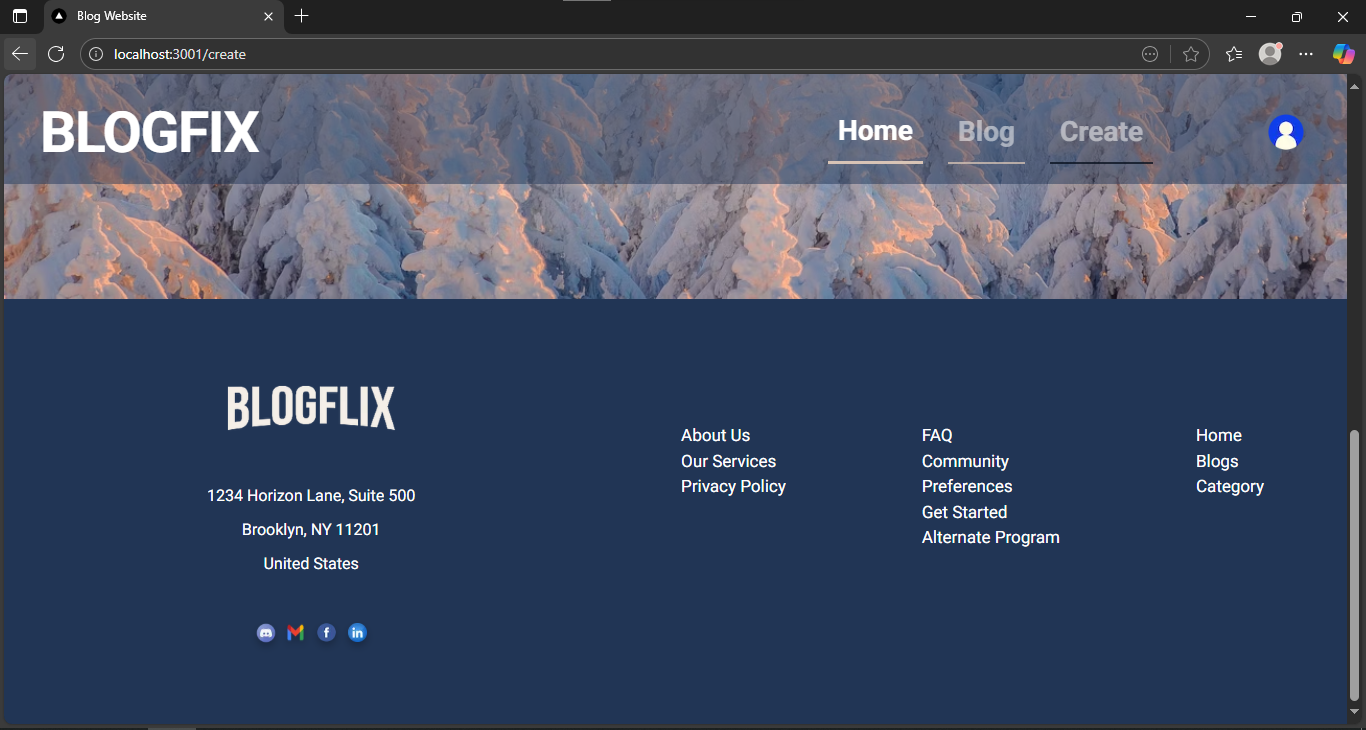 Blog Website
localhost:3001/create
BLOGFIX
Home
Blog
Create
BLOGFLIX
1234 Horizon Lane, Suite 500
Brooklyn, NY 11201
United States
About Us
Our Services
Privacy Policy
FAQ
Community
Preferences
Get Started
Alternate Program
Home
Blogs
Category
f
in